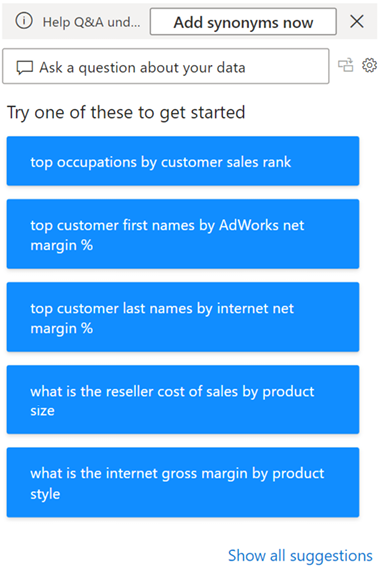 Help Q&A und...
Add synonyms now
Ask a question about your data
Try one of these to get started
top occupations by customer sales rank
top customer first names by AdWorks net
margin %
top customer last names by internet net
margin %
what is the reseller cost of sales by product
size
what is the internet gross margin by product
style
Show all suggestions